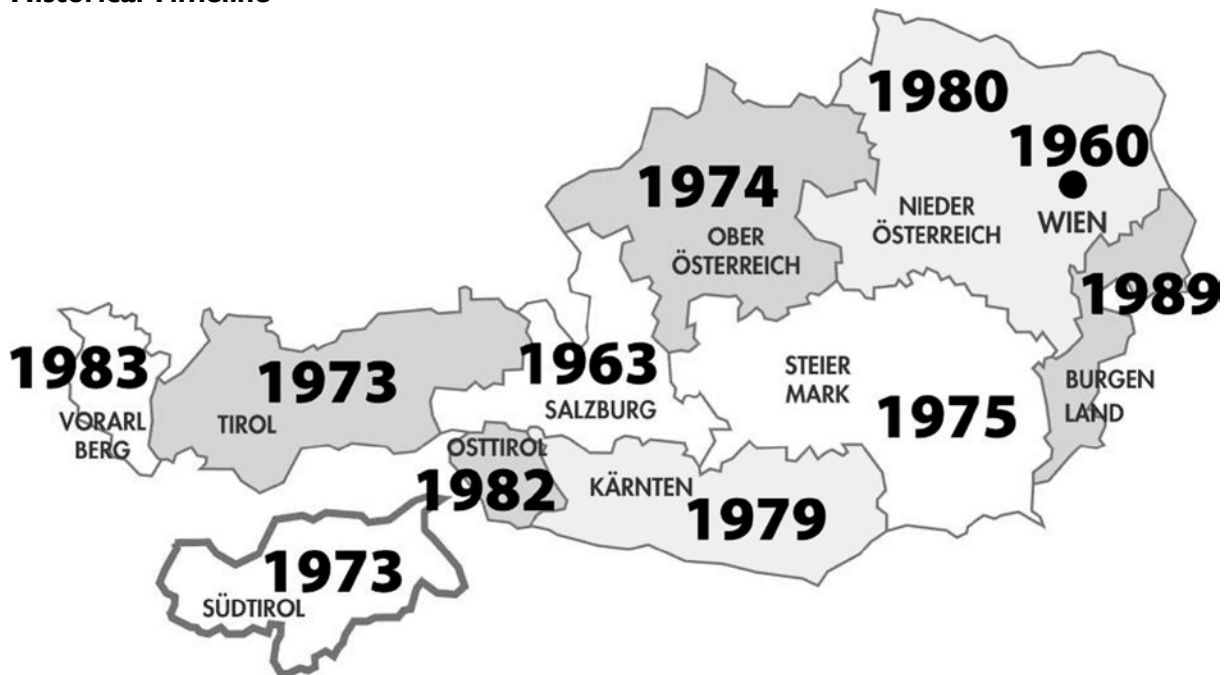 Historical Timeline
1980
1960
1974
NIEDER
ÖSTERREICH
WIEN
OBER
ÖSTERREICH
1989
1983
1973
1963
STEIER
MARK
BURGEN
LAND
VORARL
BERG
TIROL
SALZBURG
1975
OSTTIROL
1982
KÄRNTEN
1979
1973
SÜDTIROL